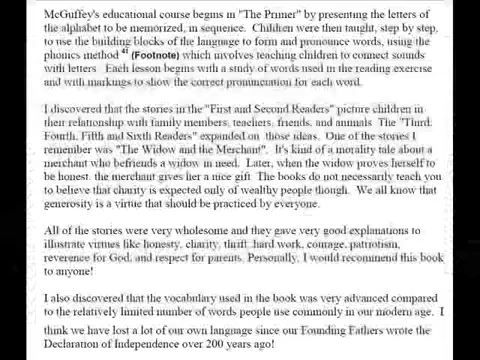 McGuffey's educational course begins in "The Primer" by presenting the letters of
the alphabet to be memorized, in sequence.  Children were then taught, step by step,
to use the building blocks of the language to form and pronounce words, using the
phonics method 41 (Footnote) which involves teaching children to connect sounds
with letters.  Each lesson begins with a study of words used in the reading exercise
and with markings to show the correct pronunciation for each word.
I discovered that the stories in the "First and Second Readers" picture children in
their relationship with family members, teachers, friends, and animals  The "Third,
Fourth, Fifth and Sixth Readers" expanded on those ideas.  One of the stories I
remember was "The Widow and the Merchant".  It's kind of a morality tale about a
merchant who befriends a widow in need.  Later, when the widow proves herself to
be honest, the merchant gives her a nice gift  The books do not necessarily teach you
to believe that charity is expected only of wealthy people though.  We all know that
generosity is a virtue that should be practiced by everyone.
All of the stories were very wholesome and they gave very good explanations to
illustrate virtues like honesty, charity, thrift, hard work, courage, patriotism,
reverence for God, and respect for parents. Personally, I would recommend this book
to anyone!
I also discovered that the vocabulary used in the book was very advanced compared
to the relatively limited number of words people use commonly in our modern age.  I
think we have lost a lot of our own language since our Founding Fathers wrote the
Declaration of Independence over 200 years ago!